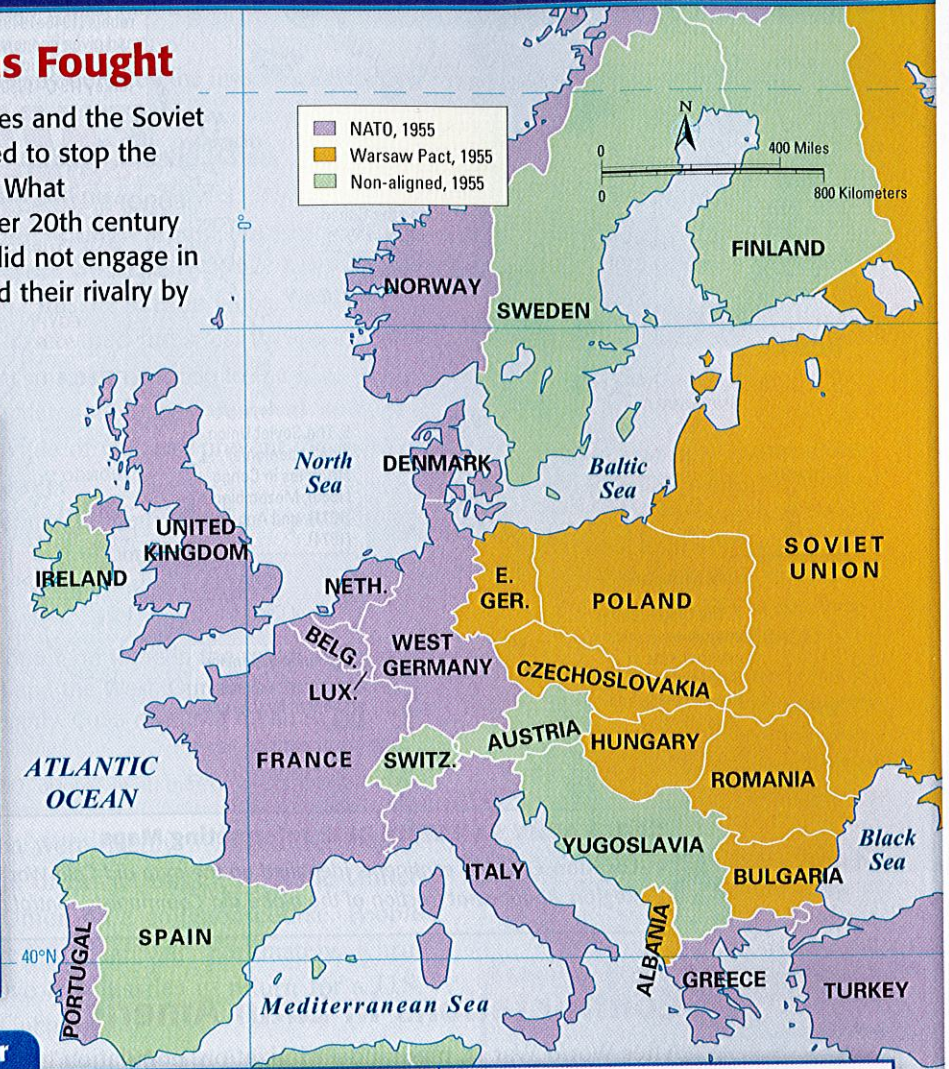 s Fought
es and the Soviet
ed to stop the
What
er 20th century
did not engage in
d their rivalry by
NATO, 1955
Warsaw Pact, 1955
Non-aligned, 1955
N
0 400 Miles
0 800 Kilometers
0°
FINLAND
NORWAY
SWEDEN
North
Sea
DENMARK
Baltic
Sea
UNITED
KINGDOM
IRELAND
NETH.
E.
GER.
POLAND
SOVIET
UNION
BELG.
WEST
GERMANY
LUX.
CZECHOSLOVAKIA
ATLANTIC
OCEAN
FRANCE
SWITZ.
AUSTRIA
HUNGARY
ROMANIA
YUGOSLAVIA
Black
Sea
ITALY
BULGARIA
SPAIN
PORTUGAL
40°N
ALBANIA
GREECE
TURKEY
Mediterranean Sea
r